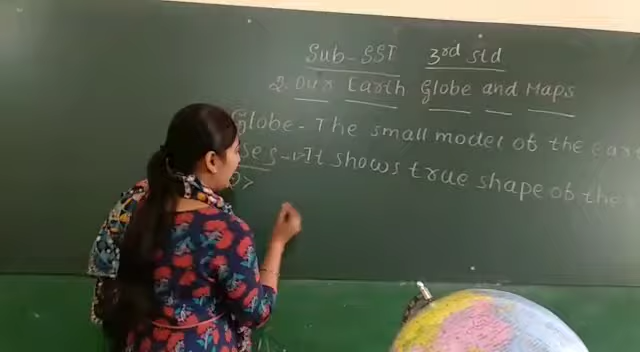 Sub-SST 3rd std
2. Our Earth Globe and Maps
Globe - The small model of the
It shows true shape of the